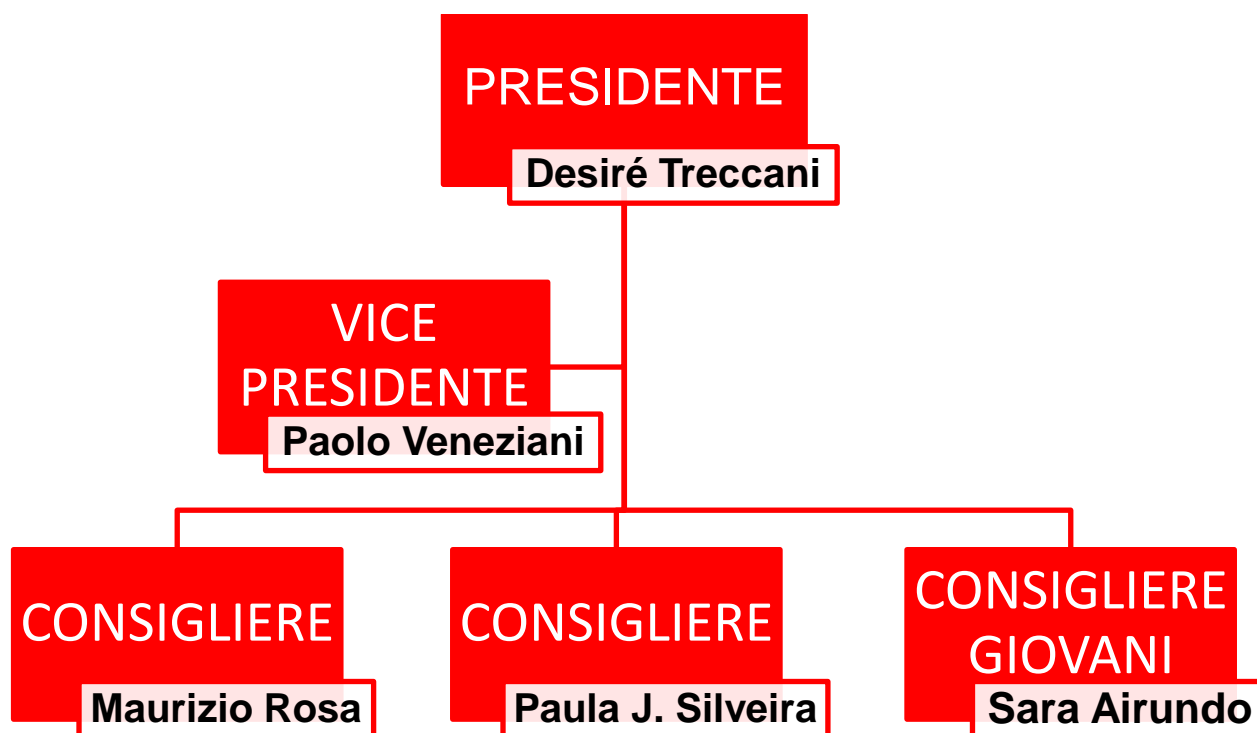 PRESIDENTE
Desiré Treccani
VICE
PRESIDENTE
Paolo Veneziani
CONSIGLIERE
Maurizio Rosa
CONSIGLIERE
Paula J. Silveira
CONSIGLIERE
GIOVANI
Sara Airundo